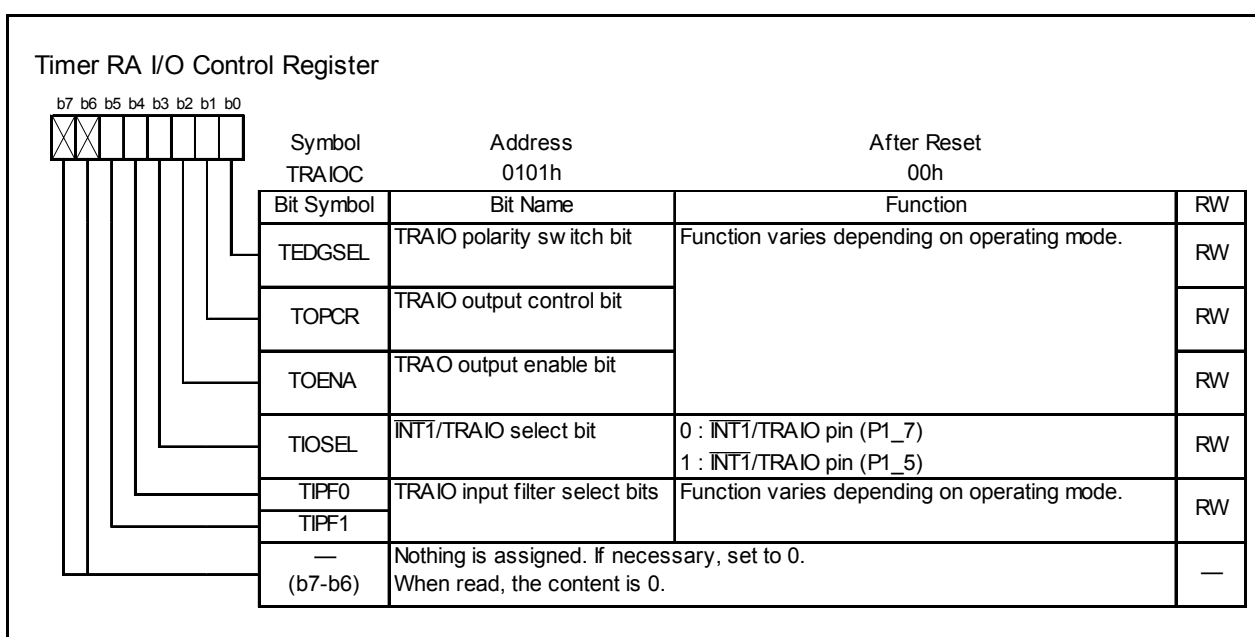 Timer RA I/O Control Register
b7 b6 b5 b4 b3 b2 b1 b0
Symbol Address After Reset
TRAIOC 0101h 00h
Bit Symbol Bit Name Function RW
TEDGSEL TRAIO polarity switch bit Function varies depending on operating mode. RW
TOPCR TRAIO output control bit RW
TOENA TRAO output enable bit RW
TIOSEL INT1/TRAIO select bit 0 : INT1/TRAIO pin (P1_7) RW
1 : INT1/TRAIO pin (P1_5)
TIPF0 TRAIO input filter select bits Function varies depending on operating mode. RW
TIPF1
— Nothing is assigned. If necessary, set to 0. —
(b7-b6) When read, the content is 0.